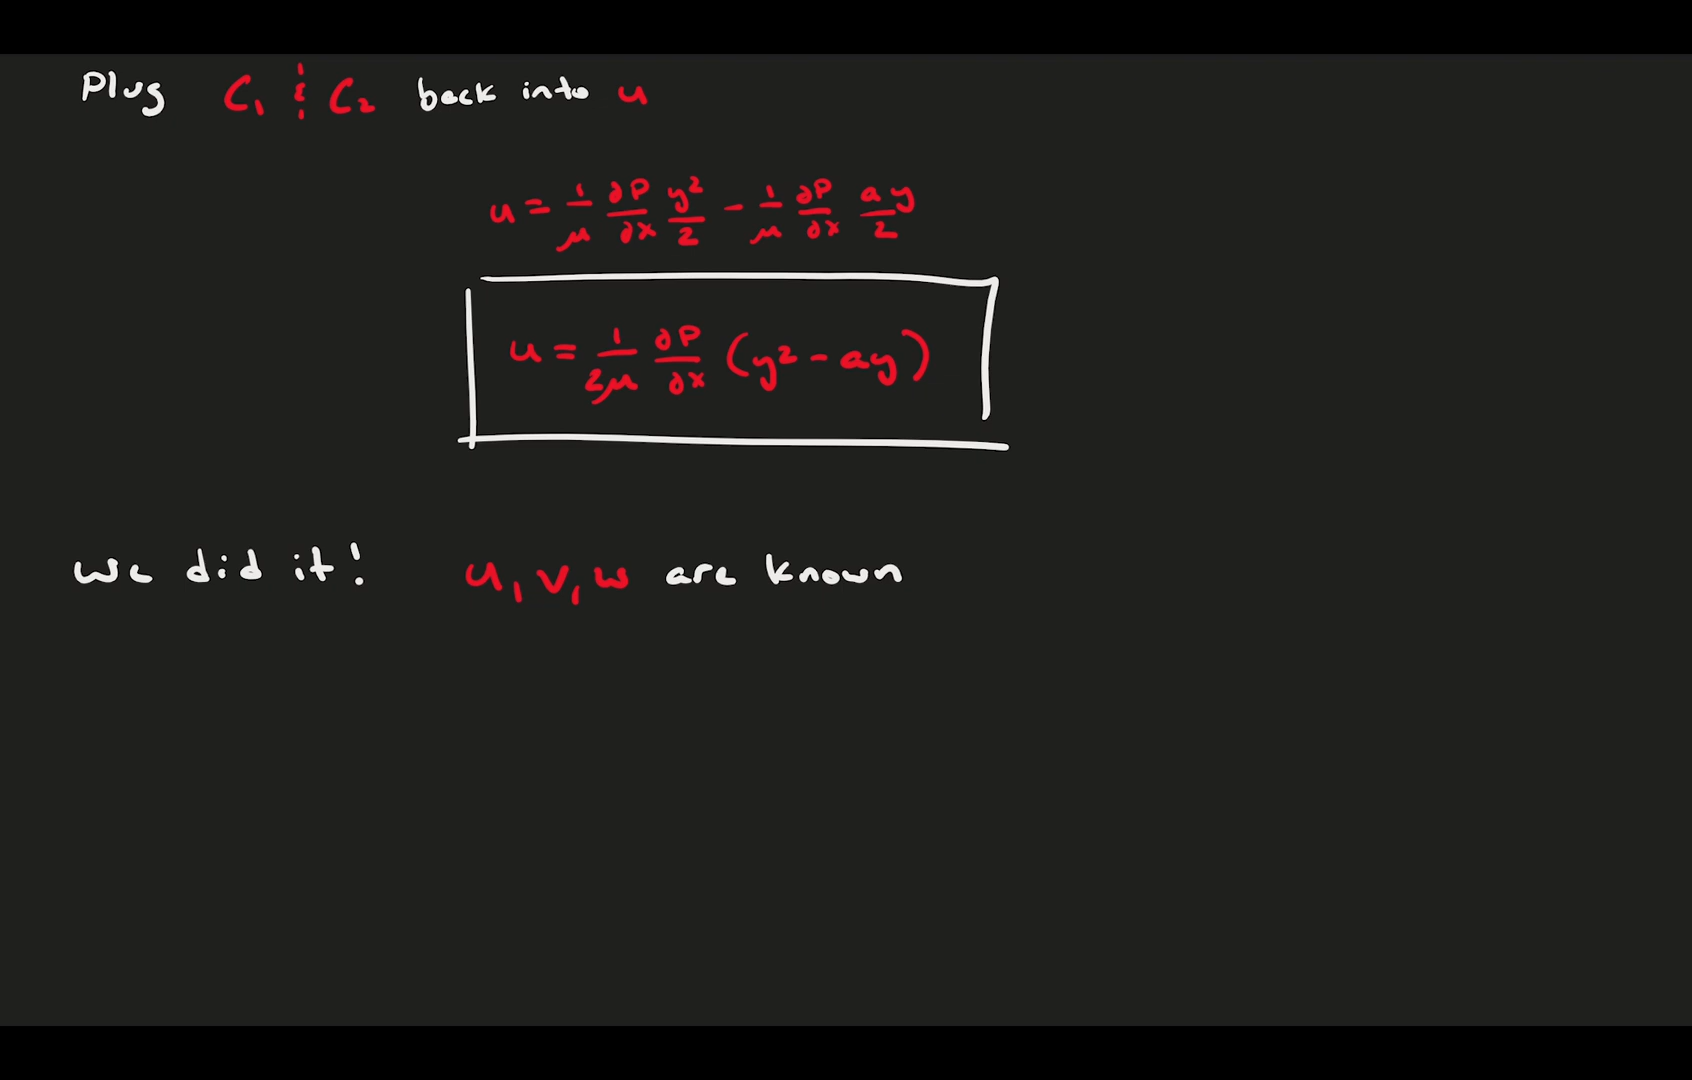 Plug C₁ & C₂ back into u
u = 1/μ ∂P/∂x y²/2 - 1/μ ∂P/∂x ay/2
u = 1/2μ ∂P/∂x (y² - ay)
we did it! u, v, w are known